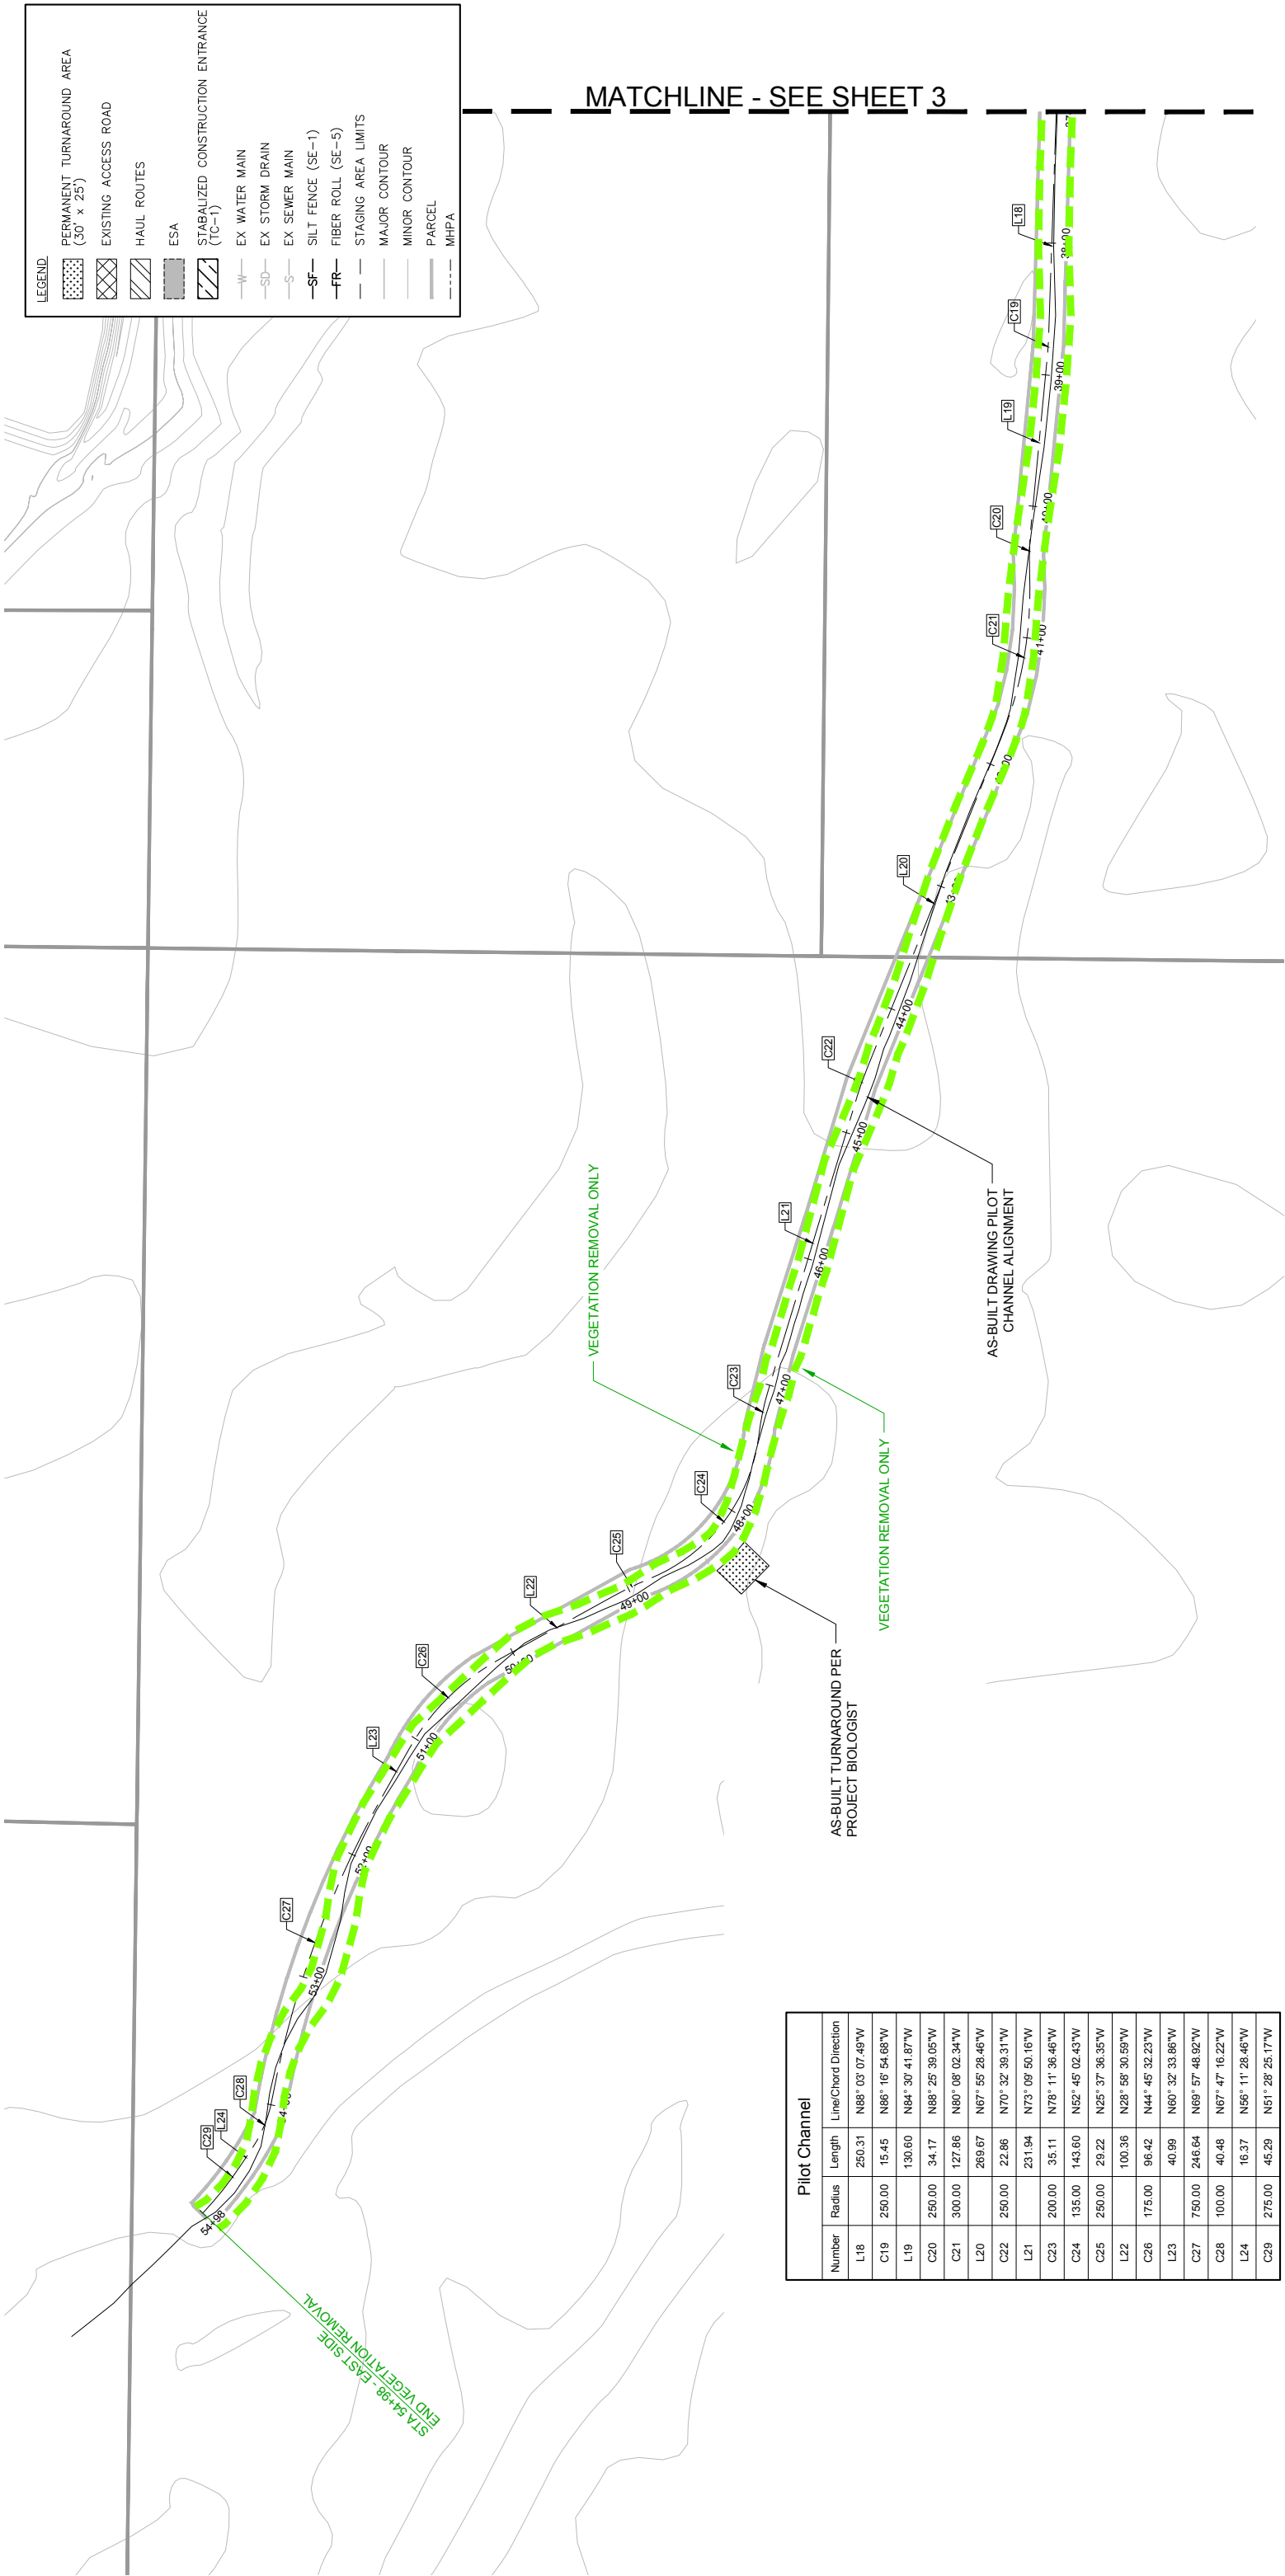 LEGEND
PERMANENT TURNAROUND AREA
(30' x 25')
EXISTING ACCESS ROAD
HAUL ROUTES
ESA
STABALIZED CONSTRUCTION ENTRANCE
(TC-1)
W
EX WATER MAIN
SD
EX STORM DRAIN
S
EX SEWER MAIN
SF
SILT FENCE (SE-1)
FR
FIBER ROLL (SE-5)
STAGING AREA LIMITS
MAJOR CONTOUR
MINOR CONTOUR
PARCEL
MHPA
MATCHLINE - SEE SHEET 3
L18
38+00
C19
39+00
L19
40+00
C20
C21
41+00
L20
44+00
C22
45+00
L21
46+00
C23
47+00
C24
48+00
C25
49+00
L22
C26
51+00
L23
52+00
C27
53+00
C28
L24
C29
54+98
VEGETATION REMOVAL ONLY
VEGETATION REMOVAL ONLY
AS-BUILT DRAWING PILOT
CHANNEL ALIGNMENT
AS-BUILT TURNAROUND PER
PROJECT BIOLOGIST
STA 54+98 - EAST SIDE
END VEGETATION REMOVAL
Pilot Channel
Number Radius Length Line/Chord Direction
L18 250.31 N88° 03' 07.49"W
C19 250.00 15.45 N86° 16' 54.68"W
L19 130.60 N84° 30' 41.87"W
C20 250.00 34.17 N88° 25' 39.05"W
C21 300.00 127.86 N80° 08' 02.34"W
L20 269.67 N67° 55' 28.46"W
C22 250.00 22.86 N70° 32' 39.31"W
L21 231.94 N73° 09' 50.16"W
C23 200.00 35.11 N78° 11' 36.46"W
C24 135.00 143.60 N52° 45' 02.43"W
C25 250.00 29.22 N25° 37' 36.35"W
L22 100.36 N28° 58' 30.59"W
C26 175.00 96.42 N44° 45' 32.23"W
L23 40.99 N60° 32' 33.86"W
C27 750.00 246.64 N69° 57' 48.92"W
C28 100.00 40.48 N67° 47' 16.22"W
L24 16.37 N56° 11' 28.46"W
C29 275.00 45.29 N51° 28' 25.17"W